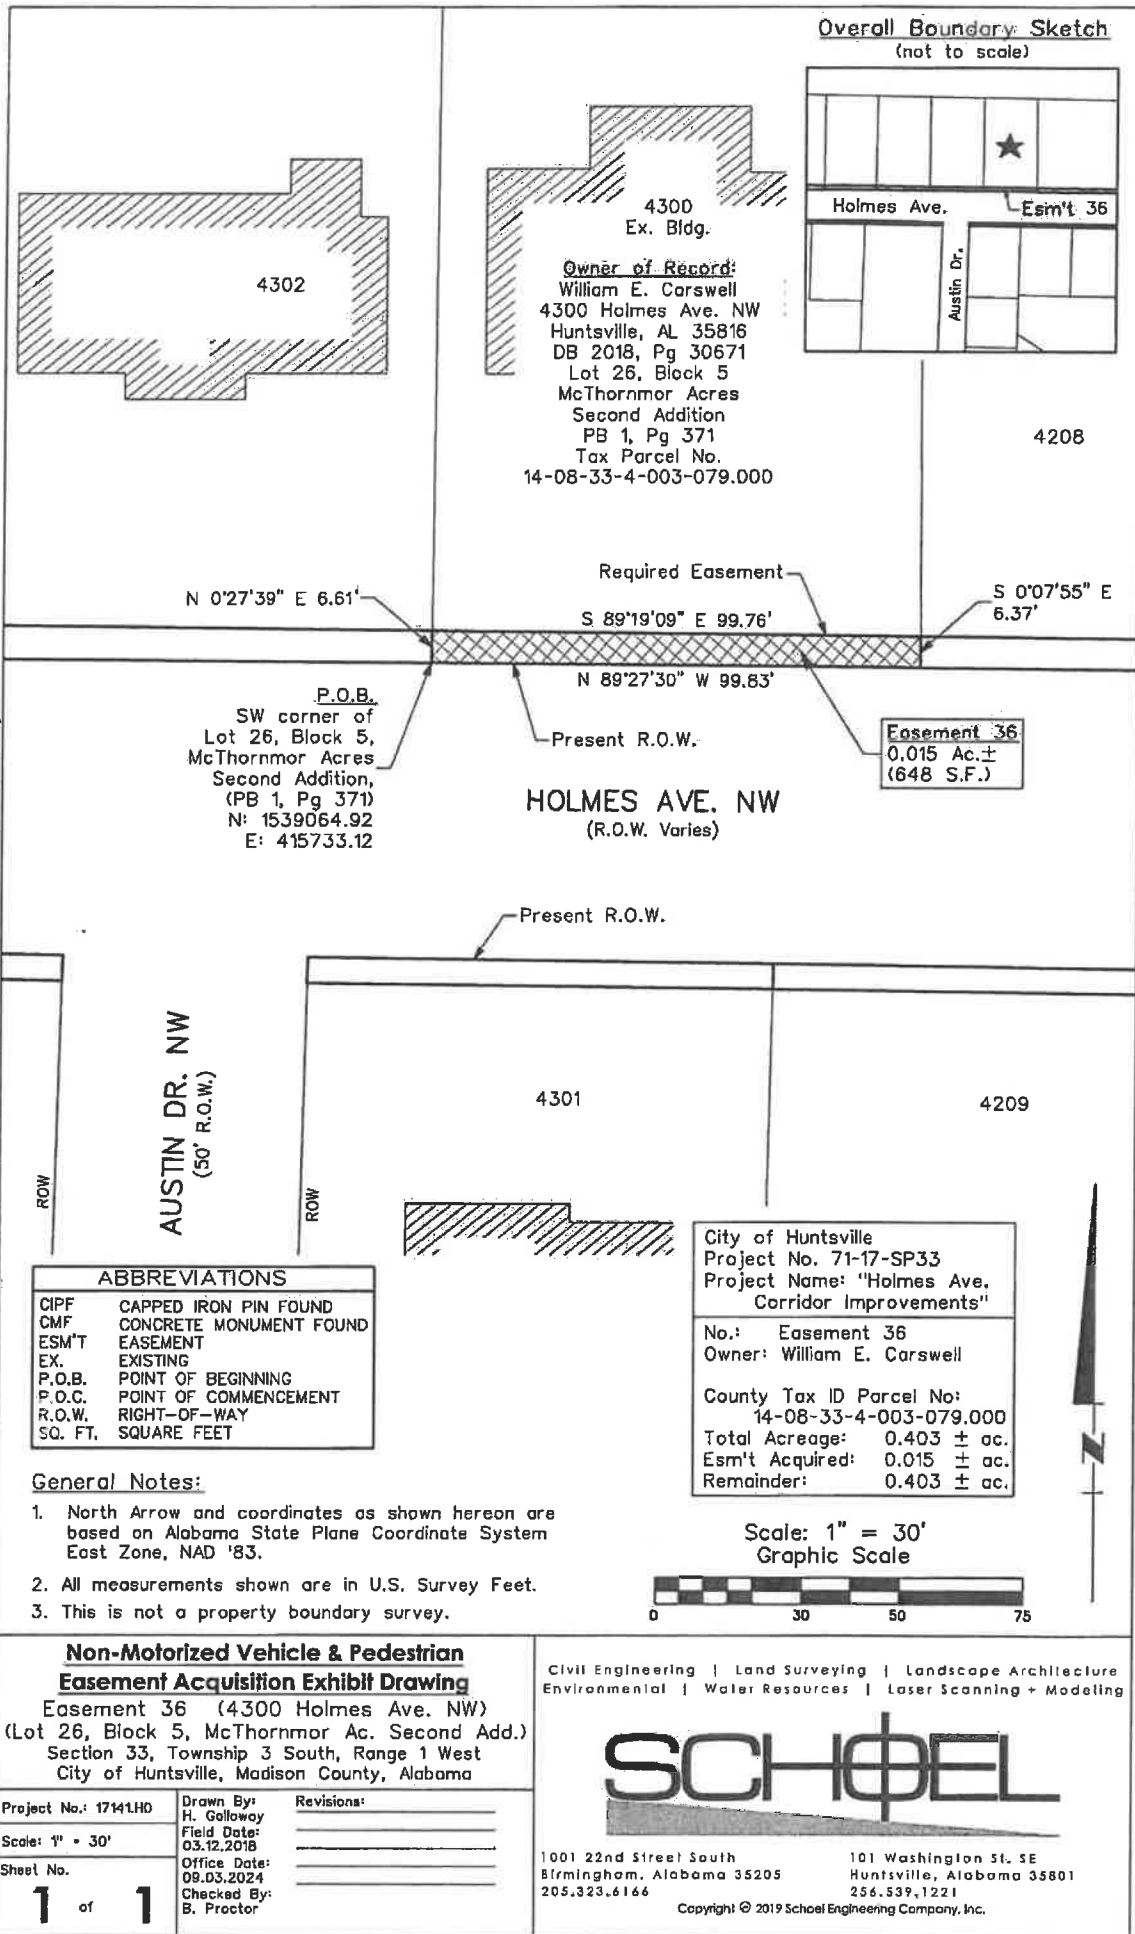 Overall Boundary Sketch
(not to scale)
Holmes Ave.
Esm't 36
Austin Dr.
4302
4300
Ex. Bldg.
Owner of Record:
William E. Carswell
4300 Holmes Ave. NW
Huntsville, AL 35816
DB 2018, Pg 30671
Lot 26, Block 5
McThornmor Acres
Second Addition
PB 1, Pg 371
Tax Parcel No.
14-08-33-4-003-079.000
4208
Required Easement
N 0°27'39" E 6.61'
S 89°19'09" E 99.76'
S 0°07'55" E
6.37'
N 89°27'30" W 99.83'
P.O.B.
SW corner of
Lot 26, Block 5,
McThornmor Acres
Second Addition,
(PB 1, Pg 371)
N: 1539064.92
E: 415733.12
Present R.O.W.
Easement 36
0.015 Ac.±
(648 S.F.)
HOLMES AVE. NW
(R.O.W. Varies)
Present R.O.W.
AUSTIN DR. NW
(50' R.O.W.)
ROW
ROW
4301
4209
ABBREVIATIONS
CIPF CAPPED IRON PIN FOUND
CMF CONCRETE MONUMENT FOUND
ESM'T EASEMENT
EX. EXISTING
P.O.B. POINT OF BEGINNING
P.O.C. POINT OF COMMENCEMENT
R.O.W. RIGHT-OF-WAY
SQ. FT. SQUARE FEET
City of Huntsville
Project No. 71-17-SP33
Project Name: "Holmes Ave.
Corridor Improvements"
No.: Easement 36
Owner: William E. Carswell
County Tax ID Parcel No:
14-08-33-4-003-079.000
Total Acreage: 0.403 ± ac.
Esm't Acquired: 0.015 ± ac.
Remainder: 0.403 ± ac.
N
General Notes:
1. North Arrow and coordinates as shown hereon are
based on Alabama State Plane Coordinate System
East Zone, NAD '83.
2. All measurements shown are in U.S. Survey Feet.
3. This is not a property boundary survey.
Scale: 1" = 30'
Graphic Scale
0 30 50 75
Non-Motorized Vehicle & Pedestrian
Easement Acquisition Exhibit Drawing
Easement 36 (4300 Holmes Ave. NW)
(Lot 26, Block 5, McThornmor Ac. Second Add.)
Section 33, Township 3 South, Range 1 West
City of Huntsville, Madison County, Alabama
Project No.: 17141.H0
Scale: 1" = 30'
Sheet No.
1 of 1
Drawn By:
H. Galloway
Field Date:
03.12.2018
Office Date:
09.03.2024
Checked By:
B. Proctor
Revisions:
Civil Engineering | Land Surveying | Landscape Architecture
Environmental | Water Resources | Laser Scanning + Modeling
SCHOEL
1001 22nd Street South
Birmingham, Alabama 35205
205.323.6166
101 Washington St. SE
Huntsville, Alabama 35801
256.539.1221
Copyright © 2019 Schoel Engineering Company, Inc.